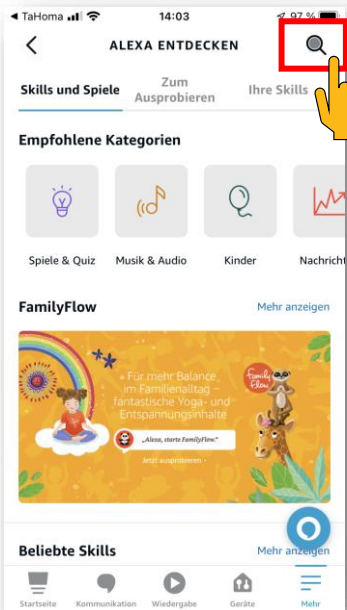 TaHoma 14:03 97 %
ALEXA ENTDECKEN
Skills und Spiele
Zum
Ausprobieren
Ihre Skills
Empfohlene Kategorien
Spiele & Quiz Musik & Audio Kinder Nachricht
FamilyFlow Mehr anzeigen
» Für mehr Balance
im Familienalltag –
fantastische Yoga- und
Entspannungsinhalte
Family
Flow
„Alexa, starte FamilyFlow."
Jetzt ausprobieren ›
Beliebte Skills Mehr anzeigen
Startseite Kommunikation Wiedergabe Geräte Mehr